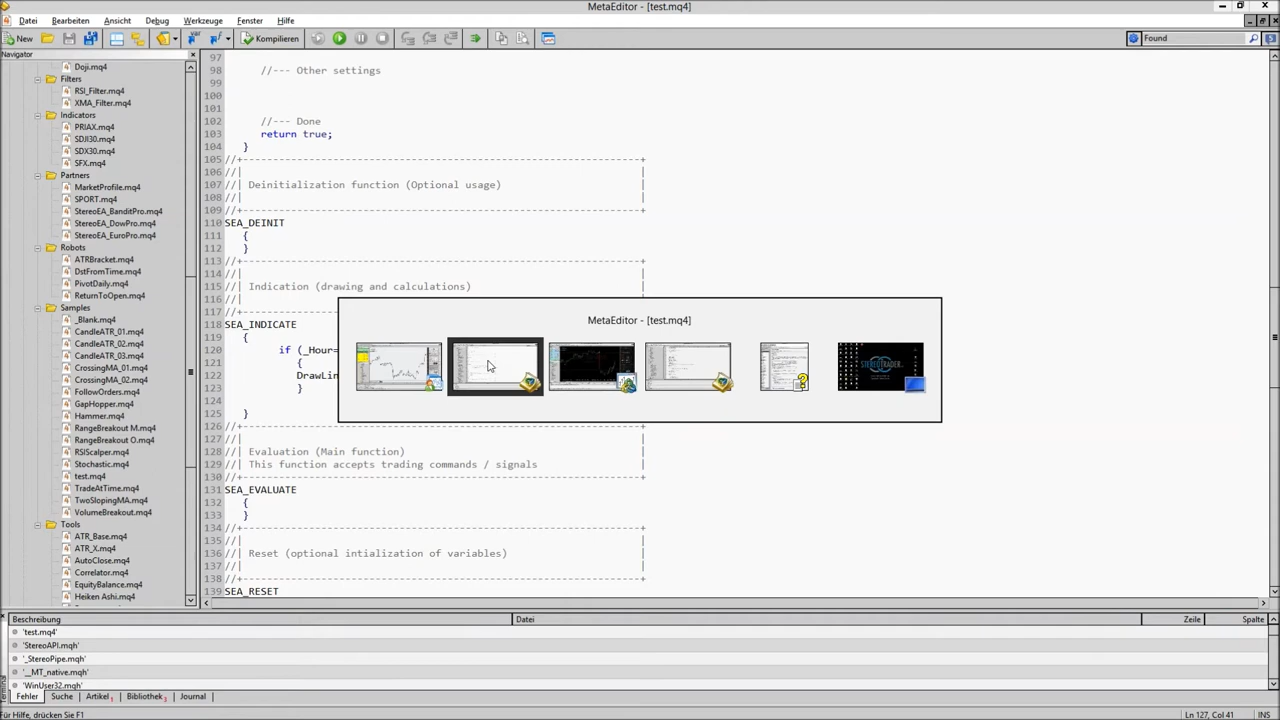 MetaEditor - [test.mq4]
Datei Bearbeiten Ansicht Debug Werkzeuge Fenster Hilfe
New Kompilieren Found
Navigator
Doji.mq4
Filters
RSI_Filter.mq4
XMA_Filter.mq4
Indicators
PRIAX.mq4
SDJI30.mq4
SDX30.mq4
SFX.mq4
Partners
MarketProfile.mq4
SPORT.mq4
StereoEA_BanditPro.mq4
StereoEA_DowPro.mq4
StereoEA_EuroPro.mq4
Robots
ATRBracket.mq4
DstFromTime.mq4
PivotDaily.mq4
ReturnToOpen.mq4
Samples
_Blank.mq4
CandleATR_01.mq4
CandleATR_02.mq4
CandleATR_03.mq4
CrossingMA_01.mq4
CrossingMA_02.mq4
FollowOrders.mq4
GapHopper.mq4
Hammer.mq4
RangeBreakout M.mq4
RangeBreakout O.mq4
RSIScalper.mq4
Stochastic.mq4
test.mq4
TradeAtTime.mq4
TwoSlopingMA.mq4
VolumeBreakout.mq4
Tools
ATR_Base.mq4
ATR_X.mq4
AutoClose.mq4
Correlator.mq4
EquityBalance.mq4
Heiken Ashi.mq4
97
98 //--- Other settings
99
100
101
102 //--- Done
103 return true;
104 }
105 //+------------------------------------------------------------------+
106 //| |
107 //| Deinitialization function (Optional usage) |
108 //| |
109 //+------------------------------------------------------------------+
110 SEA_DEINIT
111 {
112 }
113 //+------------------------------------------------------------------+
114 //| |
115 //| Indication (drawing and calculations) |
116 //|
117 //+-------------
118 SEA_INDICATE
119 {
120 if (_Hour=
121 {
122 DrawLin
123 }
124
125 }
126 //+------------------------------------------------------------------+
127 //| |
128 //| Evaluation (Main function) |
129 //| This function accepts trading commands / signals |
130 //+------------------------------------------------------------------+
131 SEA_EVALUATE
132 {
133 }
134 //+------------------------------------------------------------------+
135 //| |
136 //| Reset (optional intialization of variables) |
137 //| |
138 //+------------------------------------------------------------------+
139 SEA_RESET
MetaEditor - [test.mq4]
STEREOTRADER
Beschreibung Datei Zeile Spalte
'test.mq4'
'StereoAPI.mqh'
'_StereoPipe.mqh'
'__MT_native.mqh'
'WinUser32.mqh'
Terminal
Fehler Suche Artikel Bibliothek Journal
Für Hilfe, drücken Sie F1 Ln 127, Col 41 INS